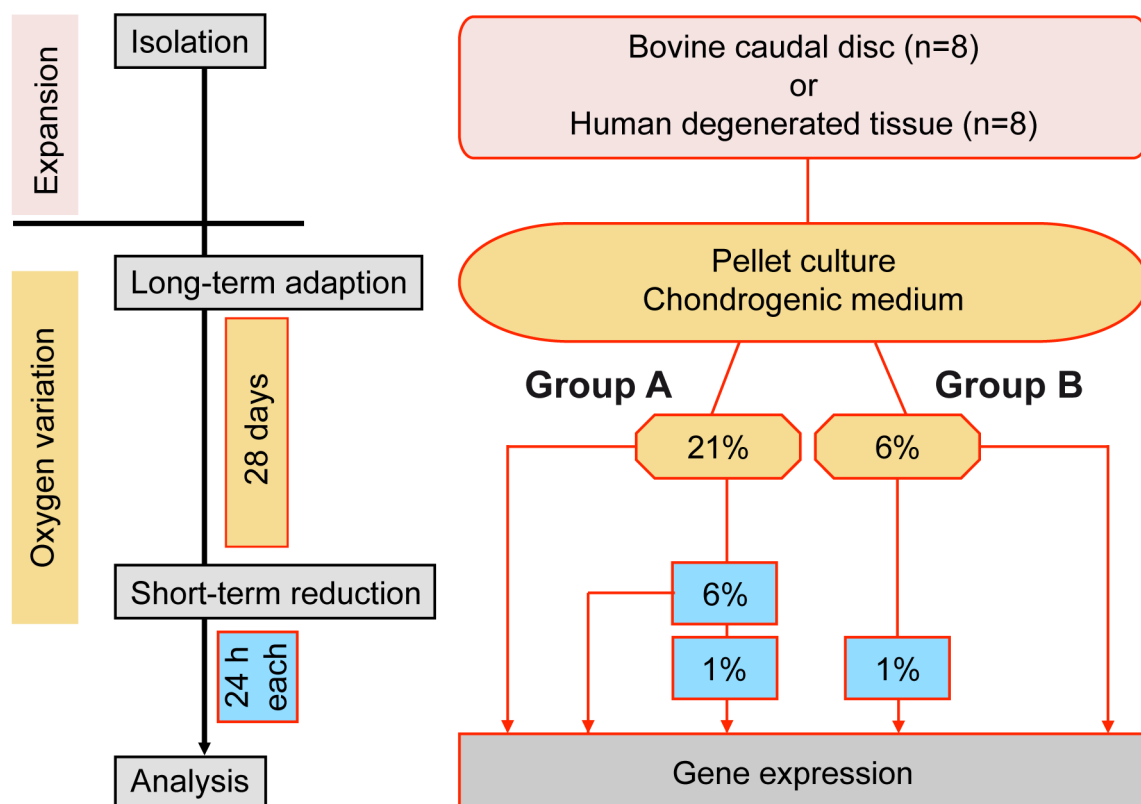 Expansion
Oxygen variation
Isolation
Long-term adaption
28 days
Short-term reduction
24 h
each
Analysis
Bovine caudal disc (n=8)
or
Human degenerated tissue (n=8)
Pellet culture
Chondrogenic medium
Group A
Group B
21%
6%
6%
1%
1%
Gene expression